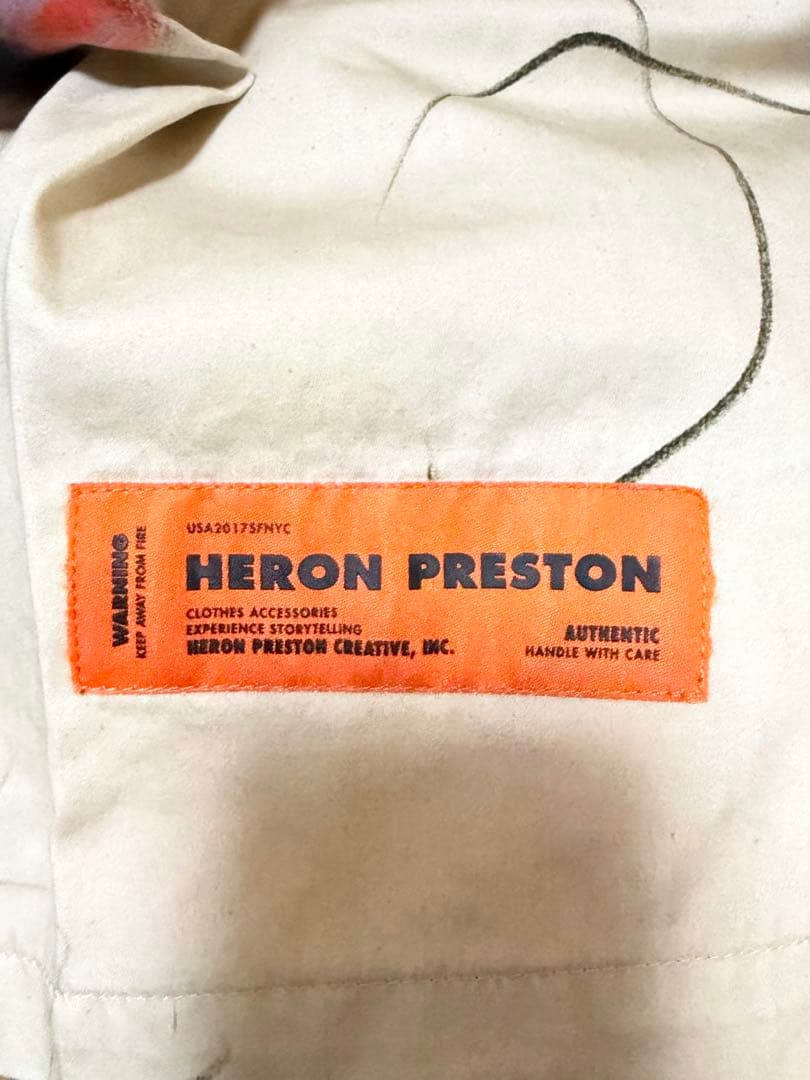 WARNING
KEEP AWAY FROM FIRE
USA2017SFNYC
HERON PRESTON
CLOTHES ACCESSORIES
EXPERIENCE STORYTELLING
HERON PRESTON CREATIVE, INC.
AUTHENTIC
HANDLE WITH CARE